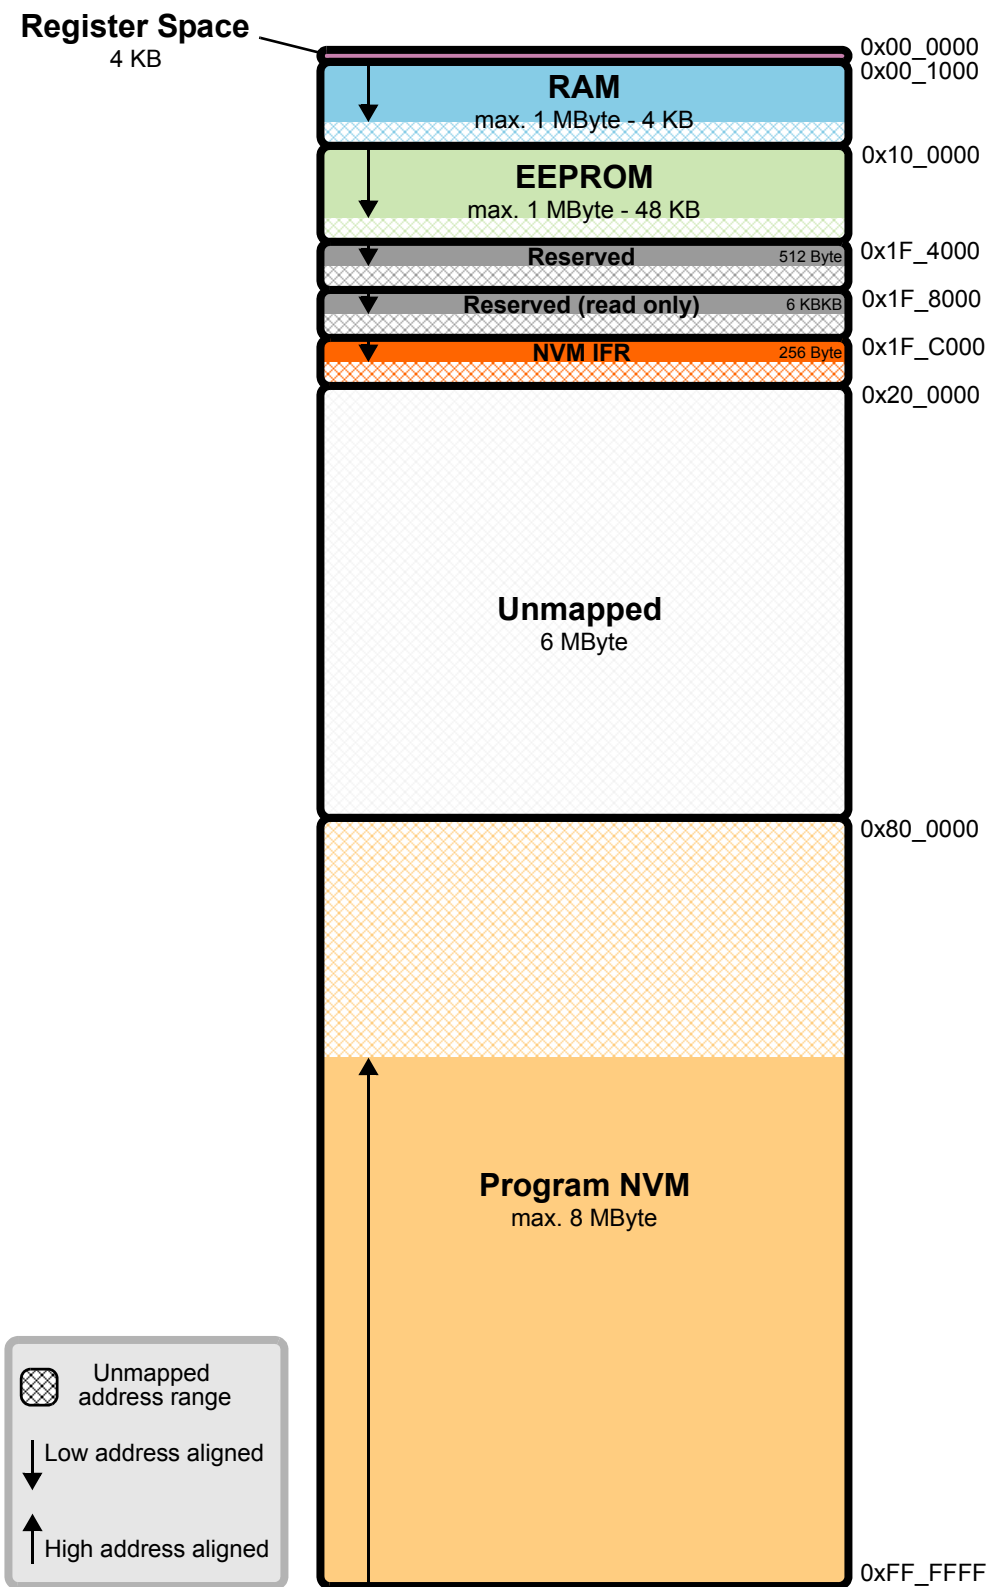 Register Space
4 KB
0x00_0000
0x00_1000
RAM
max. 1 MByte - 4 KB
0x10_0000
EEPROM
max. 1 MByte - 48 KB
0x1F_4000
Reserved
512 Byte
0x1F_8000
Reserved (read only)
6 KBKB
0x1F_C000
NVM IFR
256 Byte
0x20_0000
Unmapped
6 MByte
0x80_0000
Program NVM
max. 8 MByte
Unmapped
address range
Low address aligned
High address aligned
0xFF_FFFF